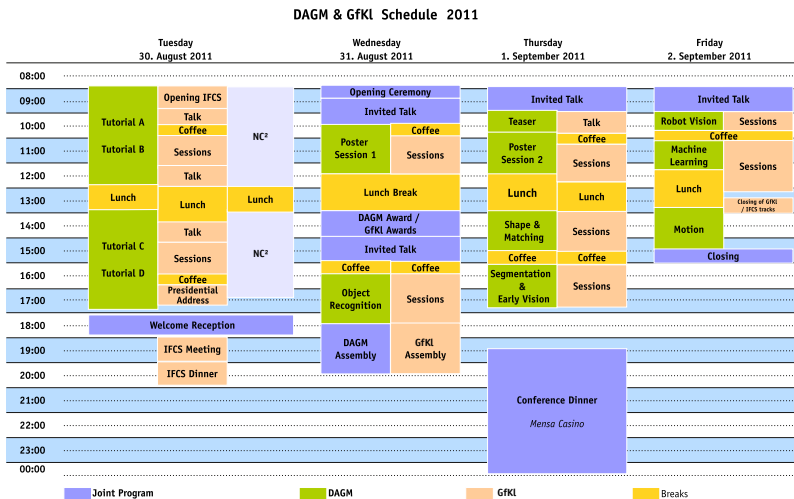 DAGM & GfKl Schedule 2011
Tuesday
30. August 2011
Wednesday
31. August 2011
Thursday
1. September 2011
Friday
2. September 2011
08:00
09:00
10:00
11:00
12:00
13:00
14:00
15:00
16:00
17:00
18:00
19:00
20:00
21:00
22:00
23:00
00:00
Tutorial A
Tutorial B
Lunch
Tutorial C
Tutorial D
Opening IFCS
Talk
Coffee
Sessions
Talk
Lunch
Talk
Sessions
Coffee
Presidential
Address
NC²
Lunch
NC²
Welcome Reception
IFCS Meeting
IFCS Dinner
Opening Ceremony
Invited Talk
Poster
Session 1
Coffee
Sessions
Lunch Break
DAGM Award /
GfKl Awards
Invited Talk
Coffee
Coffee
Object
Recognition
Sessions
DAGM
Assembly
GfKl
Assembly
Invited Talk
Teaser
Poster
Session 2
Lunch
Shape &
Matching
Coffee
Segmentation
&
Early Vision
Talk
Coffee
Sessions
Lunch
Sessions
Coffee
Sessions
Conference Dinner
Mensa Casino
Invited Talk
Robot Vision
Sessions
Coffee
Machine
Learning
Lunch
Motion
Sessions
Closing of GfKl
/ IFCS tracks
Closing
Joint Program
DAGM
GfKl
Breaks